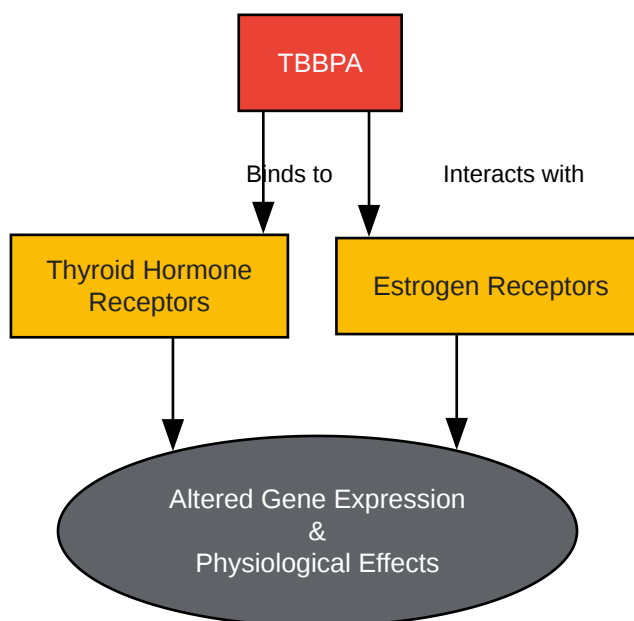 TBBPA
Binds to
Interacts with
Thyroid Hormone
Receptors
Estrogen Receptors
Altered Gene Expression
&
Physiological Effects